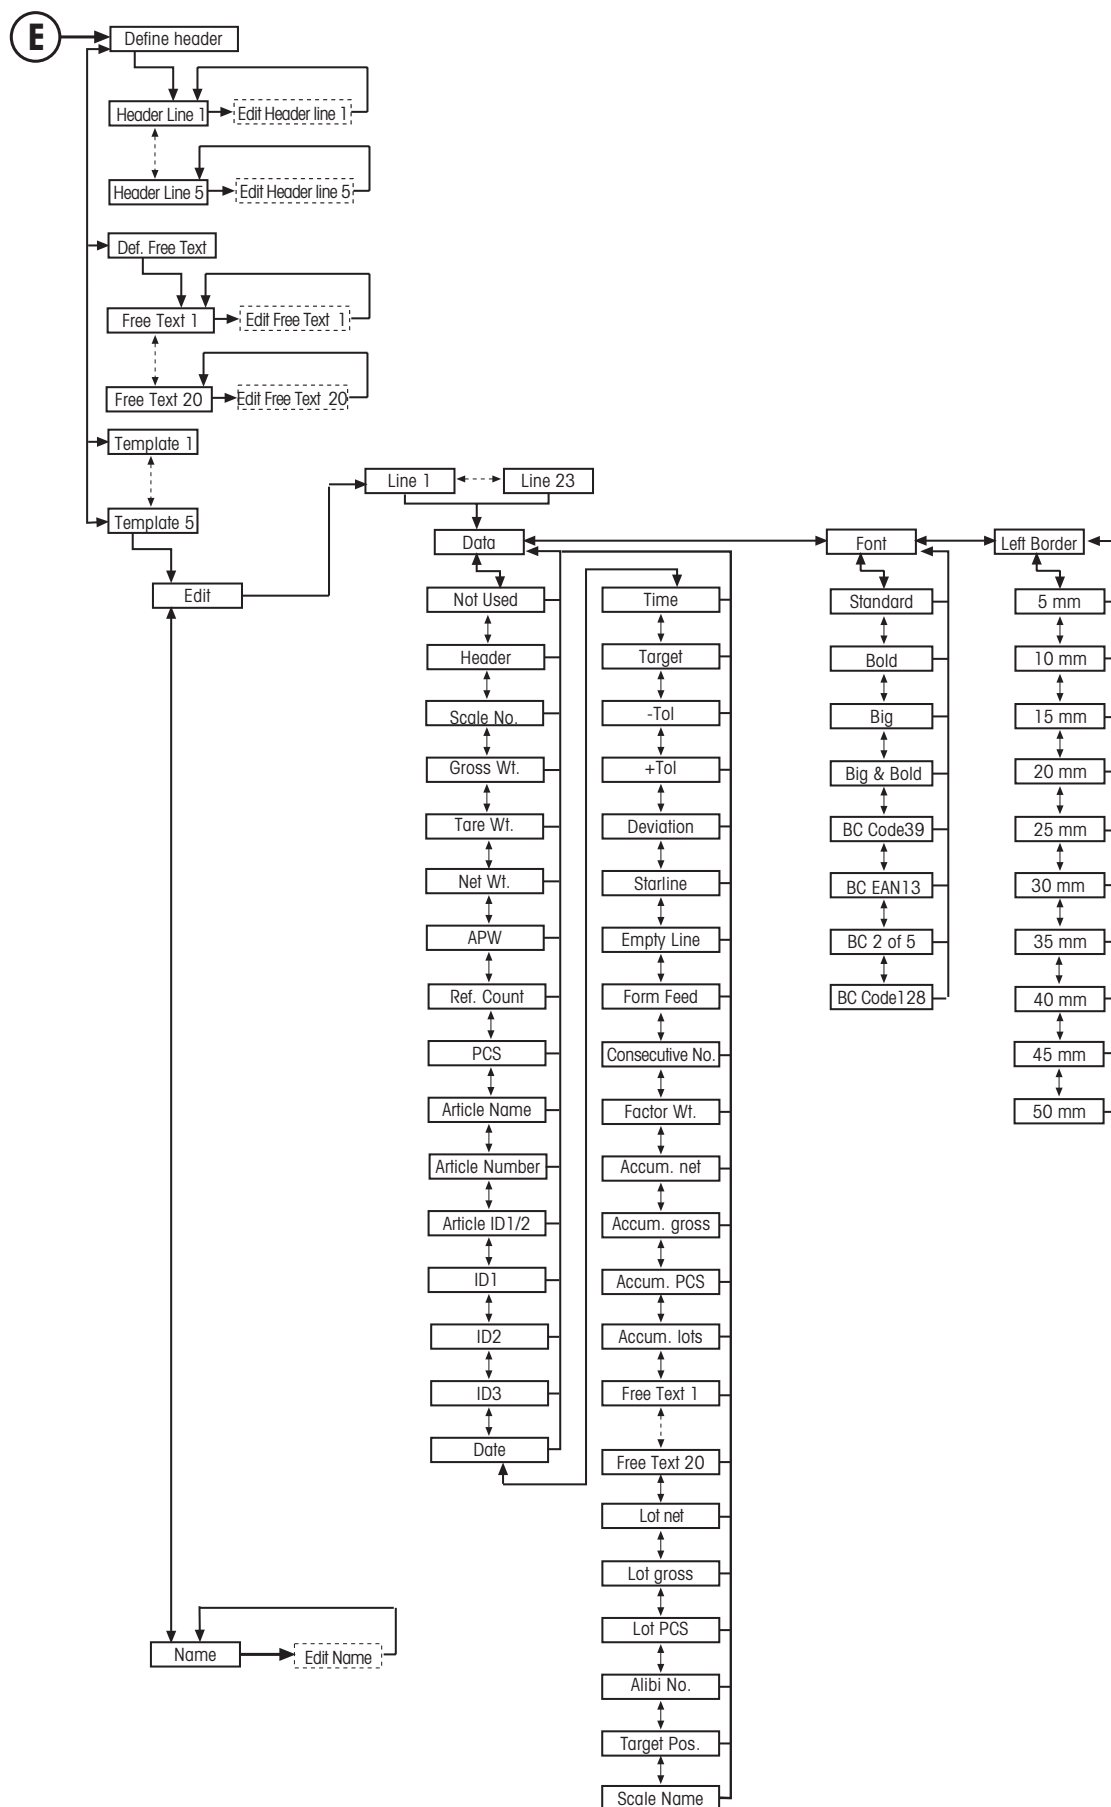 E
Define header
Header Line 1
Edit Header line 1
Header Line 5
Edit Header line 5
Def. Free Text
Free Text 1
Edit Free Text 1
Free Text 20
Edit Free Text 20
Template 1
Template 5
Edit
Name
Edit Name
Line 1
Line 23
Data
Not Used
Header
Scale No.
Gross Wt.
Tare Wt.
Net Wt.
APW
Ref. Count
PCS
Article Name
Article Number
Article ID1/2
ID1
ID2
ID3
Date
Time
Target
-Tol
+Tol
Deviation
Starline
Empty Line
Form Feed
Consecutive No.
Factor Wt.
Accum. net
Accum. gross
Accum. PCS
Accum. lots
Free Text 1
Free Text 20
Lot net
Lot gross
Lot PCS
Alibi No.
Target Pos.
Scale Name
Font
Standard
Bold
Big
Big & Bold
BC Code39
BC EAN13
BC 2 of 5
BC Code128
Left Border
5 mm
10 mm
15 mm
20 mm
25 mm
30 mm
35 mm
40 mm
45 mm
50 mm